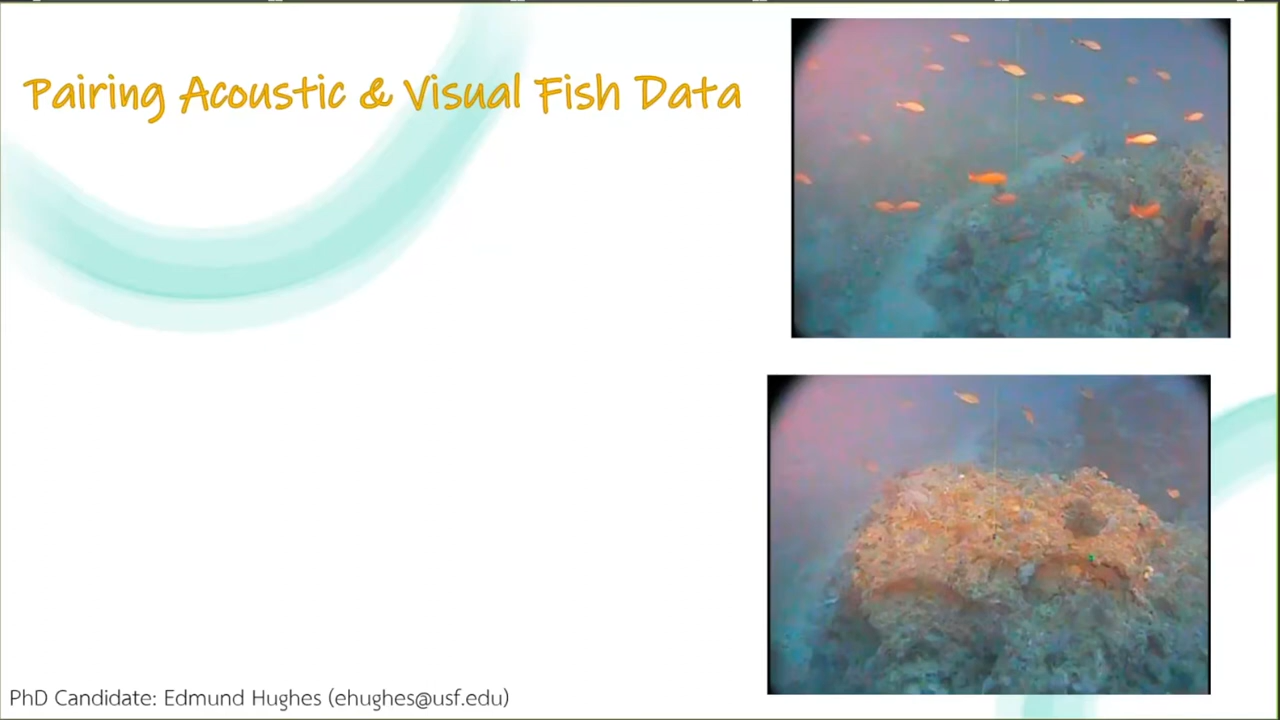 Pairing Acoustic & Visual Fish Data
PhD Candidate: Edmund Hughes (ehughes@usf.edu)